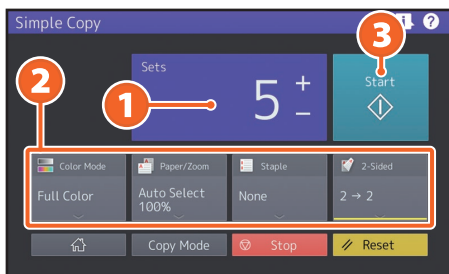 Simple Copy
?
3
Sets
Start
2
1
5 + −
Color Mode
Paper/Zoom
Staple
2-Sided
Full Color
Auto Select
100%
None
2 → 2
Copy Mode
Stop
Reset